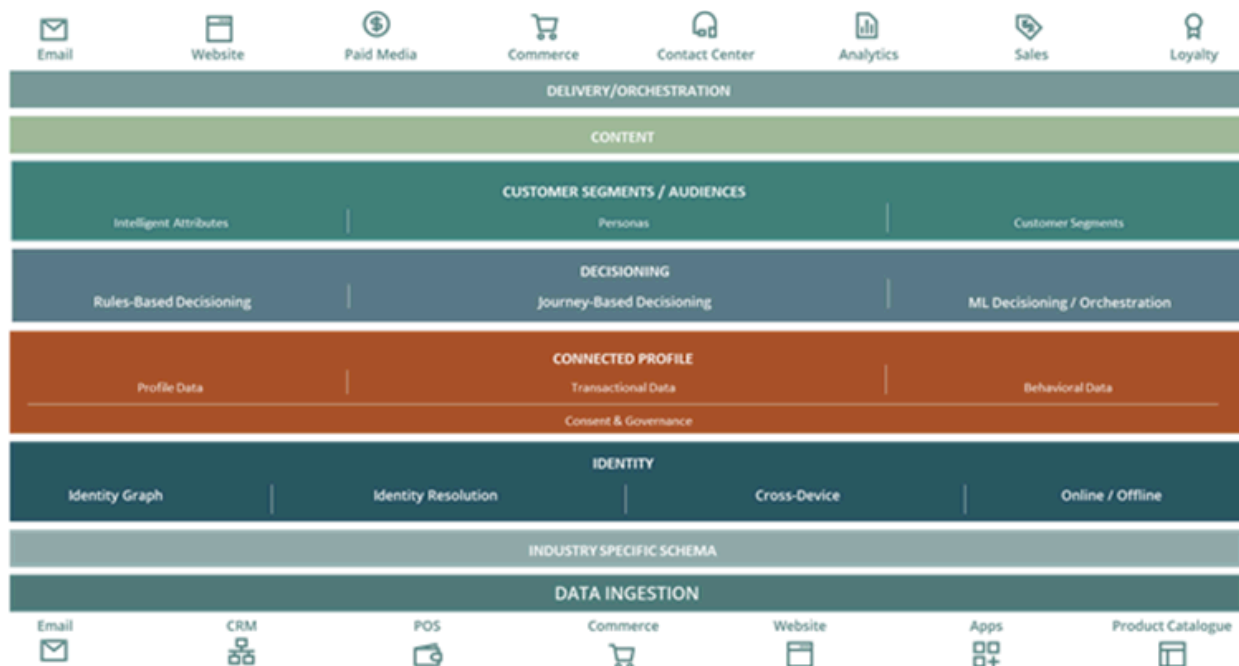 Email Website Paid Media Commerce Contact Center Analytics Sales Loyalty
DELIVERY/ORCHESTRATION
CONTENT
CUSTOMER SEGMENTS / AUDIENCES
Intelligent Attributes Personas Customer Segments
DECISIONING
Rules-Based Decisioning Journey-Based Decisioning ML Decisioning / Orchestration
CONNECTED PROFILE
Profile Data Transactional Data Behavioral Data
Consent & Governance
IDENTITY
Identity Graph Identity Resolution Cross-Device Online / Offline
INDUSTRY SPECIFIC SCHEMA
DATA INGESTION
Email CRM POS Commerce Website Apps Product Catalogue